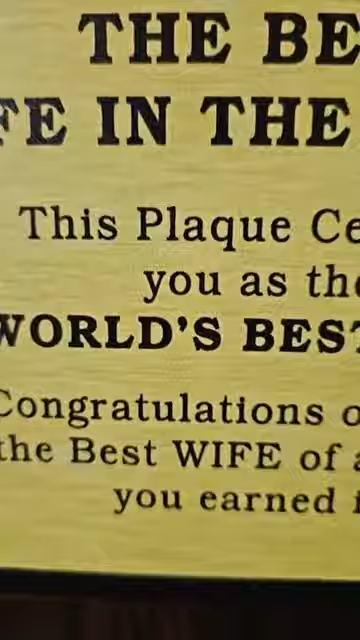 THE BE
FE IN THE
This Plaque Ce
you as the
WORLD'S BEST
Congratulations o
the Best WIFE of a
you earned f